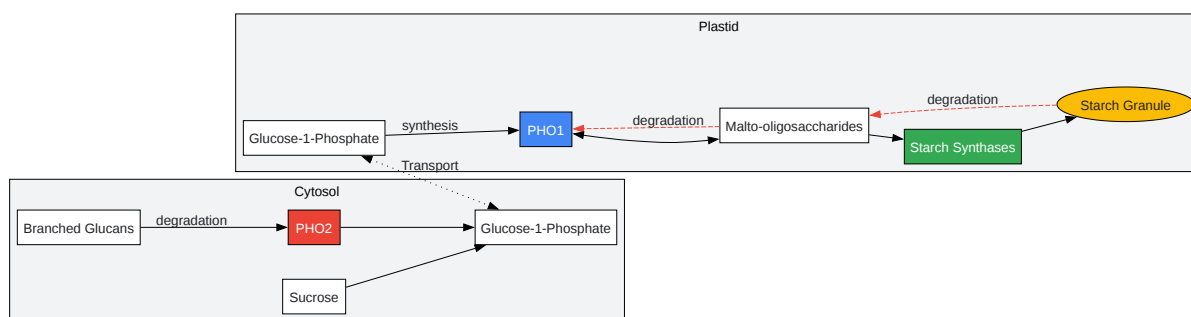 Plastid
degradation
Starch Granule
synthesis
degradation
Malto-oligosaccharides
Glucose-1-Phosphate
PHO1
Starch Synthases
Transport
Cytosol
Branched Glucans
degradation
PHO2
Glucose-1-Phosphate
Sucrose